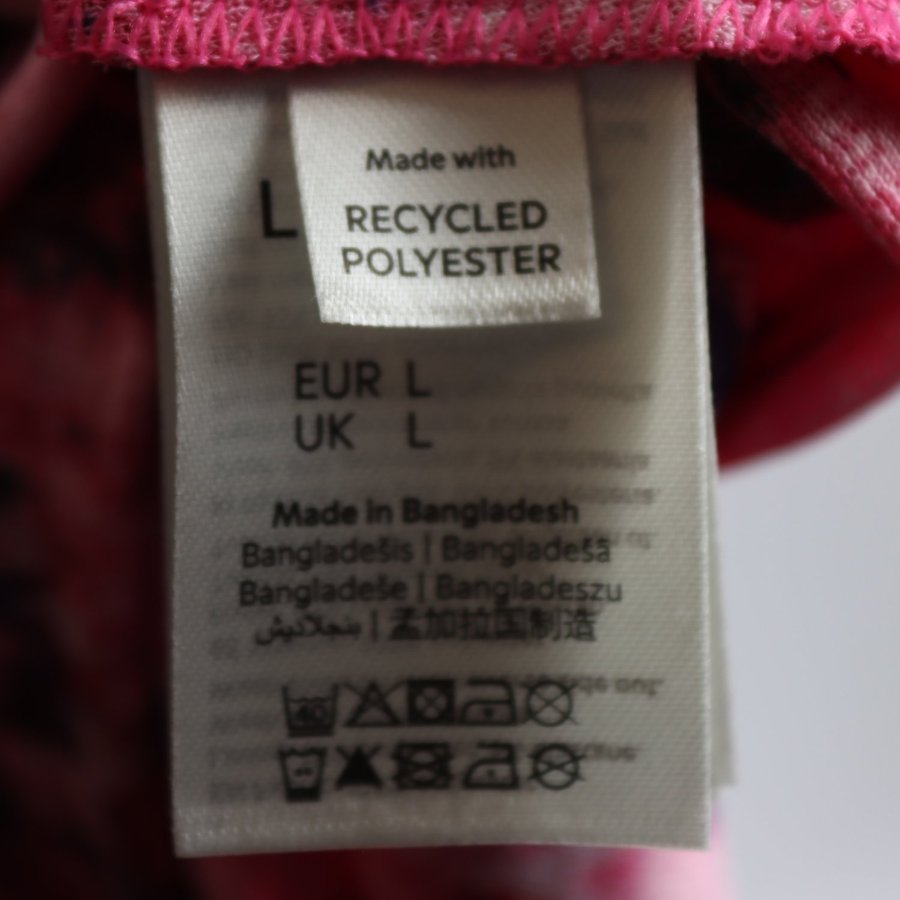 Made with
RECYCLED
POLYESTER
L
EUR L
UK L
Made in Bangladesh
Bangladešis | Bangladešā
Bangladeše | Bangladeszu
بنجلاديش | 孟加拉国制造
40